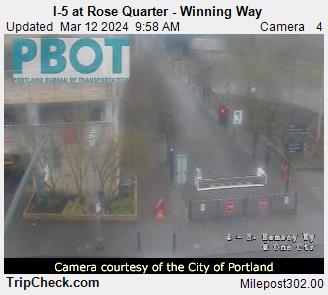 I-5 at Rose Quarter - Winning Way
Updated Mar 12 2024 9:58 AM Camera 4
PBOT
PORTLAND BUREAU OF TRANSPORTATION
Camera courtesy of the City of Portland
TripCheck.com Milepost302.00